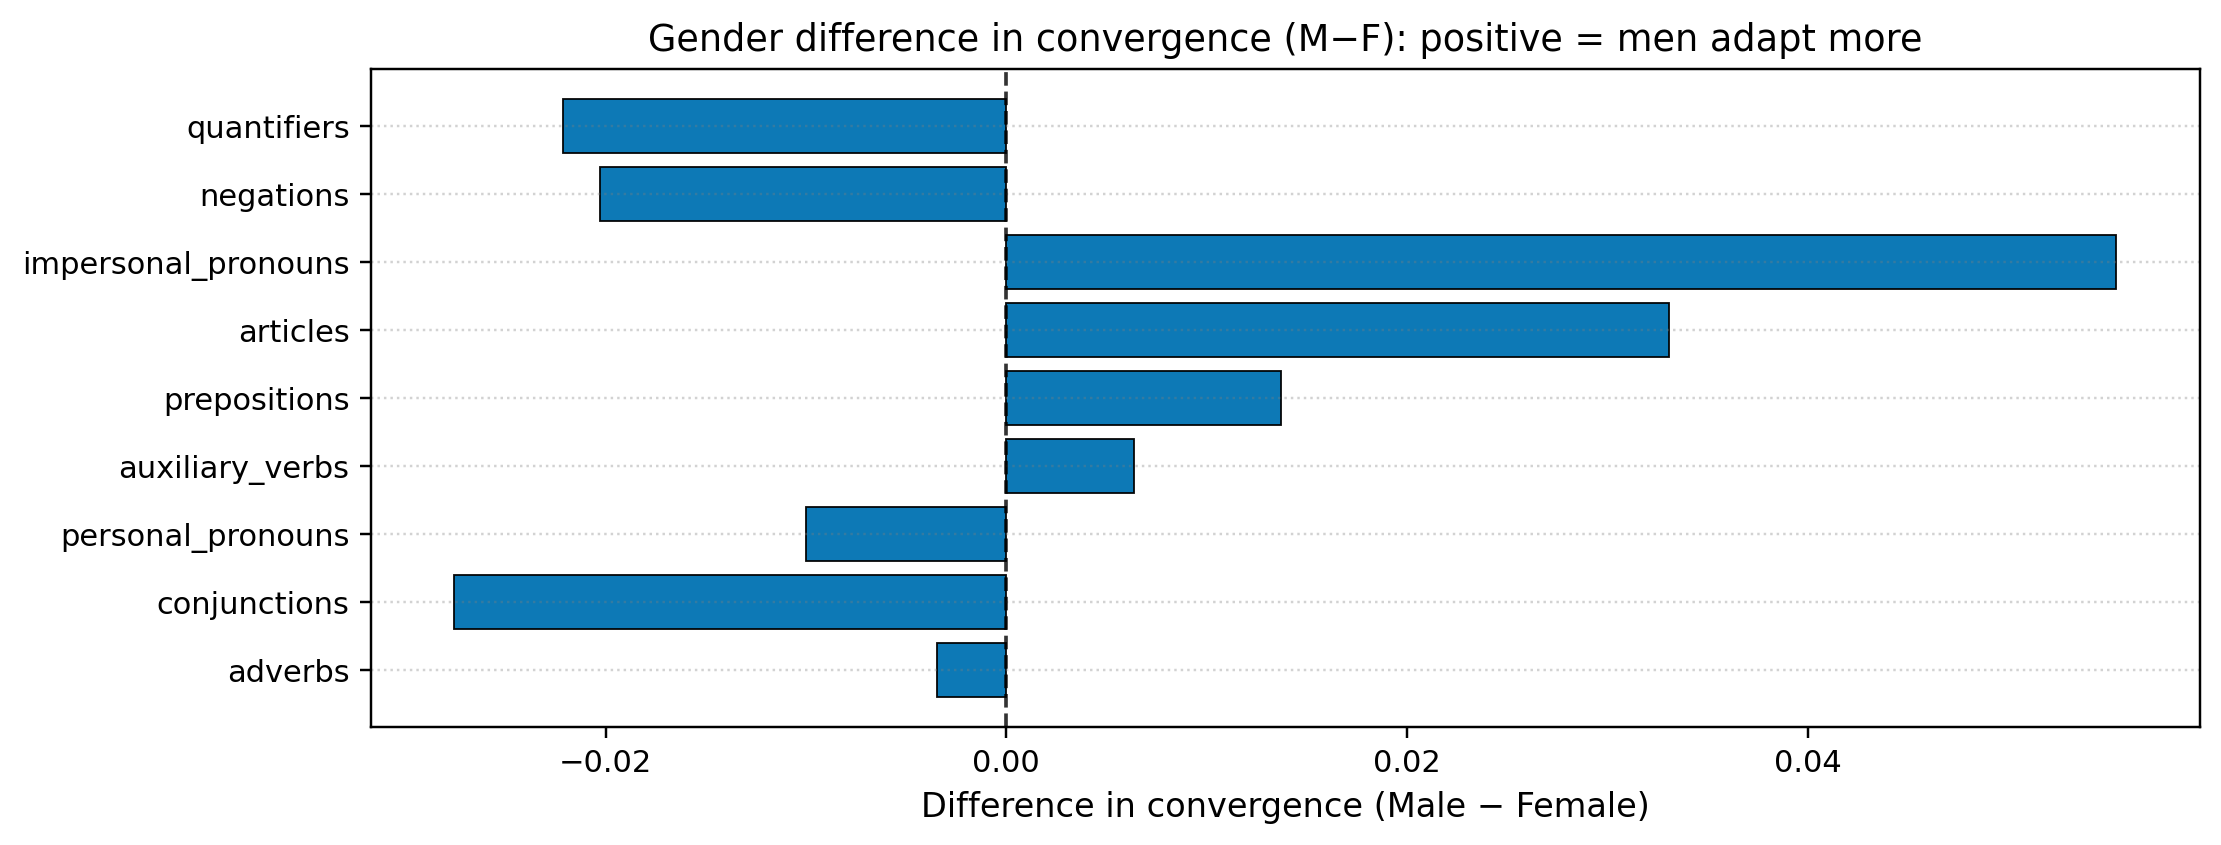 Gender difference in convergence (M−F): positive = men adapt more
quantifiers
negations
impersonal_pronouns
articles
prepositions
auxiliary_verbs
personal_pronouns
conjunctions
adverbs
−0.02 0.00 0.02 0.04
Difference in convergence (Male − Female)